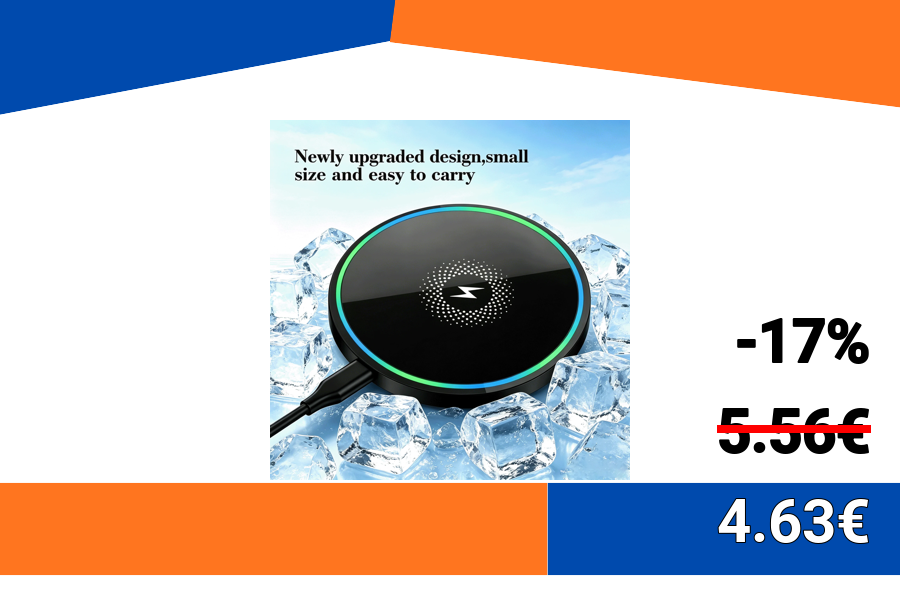 Newly upgraded design,small
size and easy to carry
-17%
5.56€
4.63€